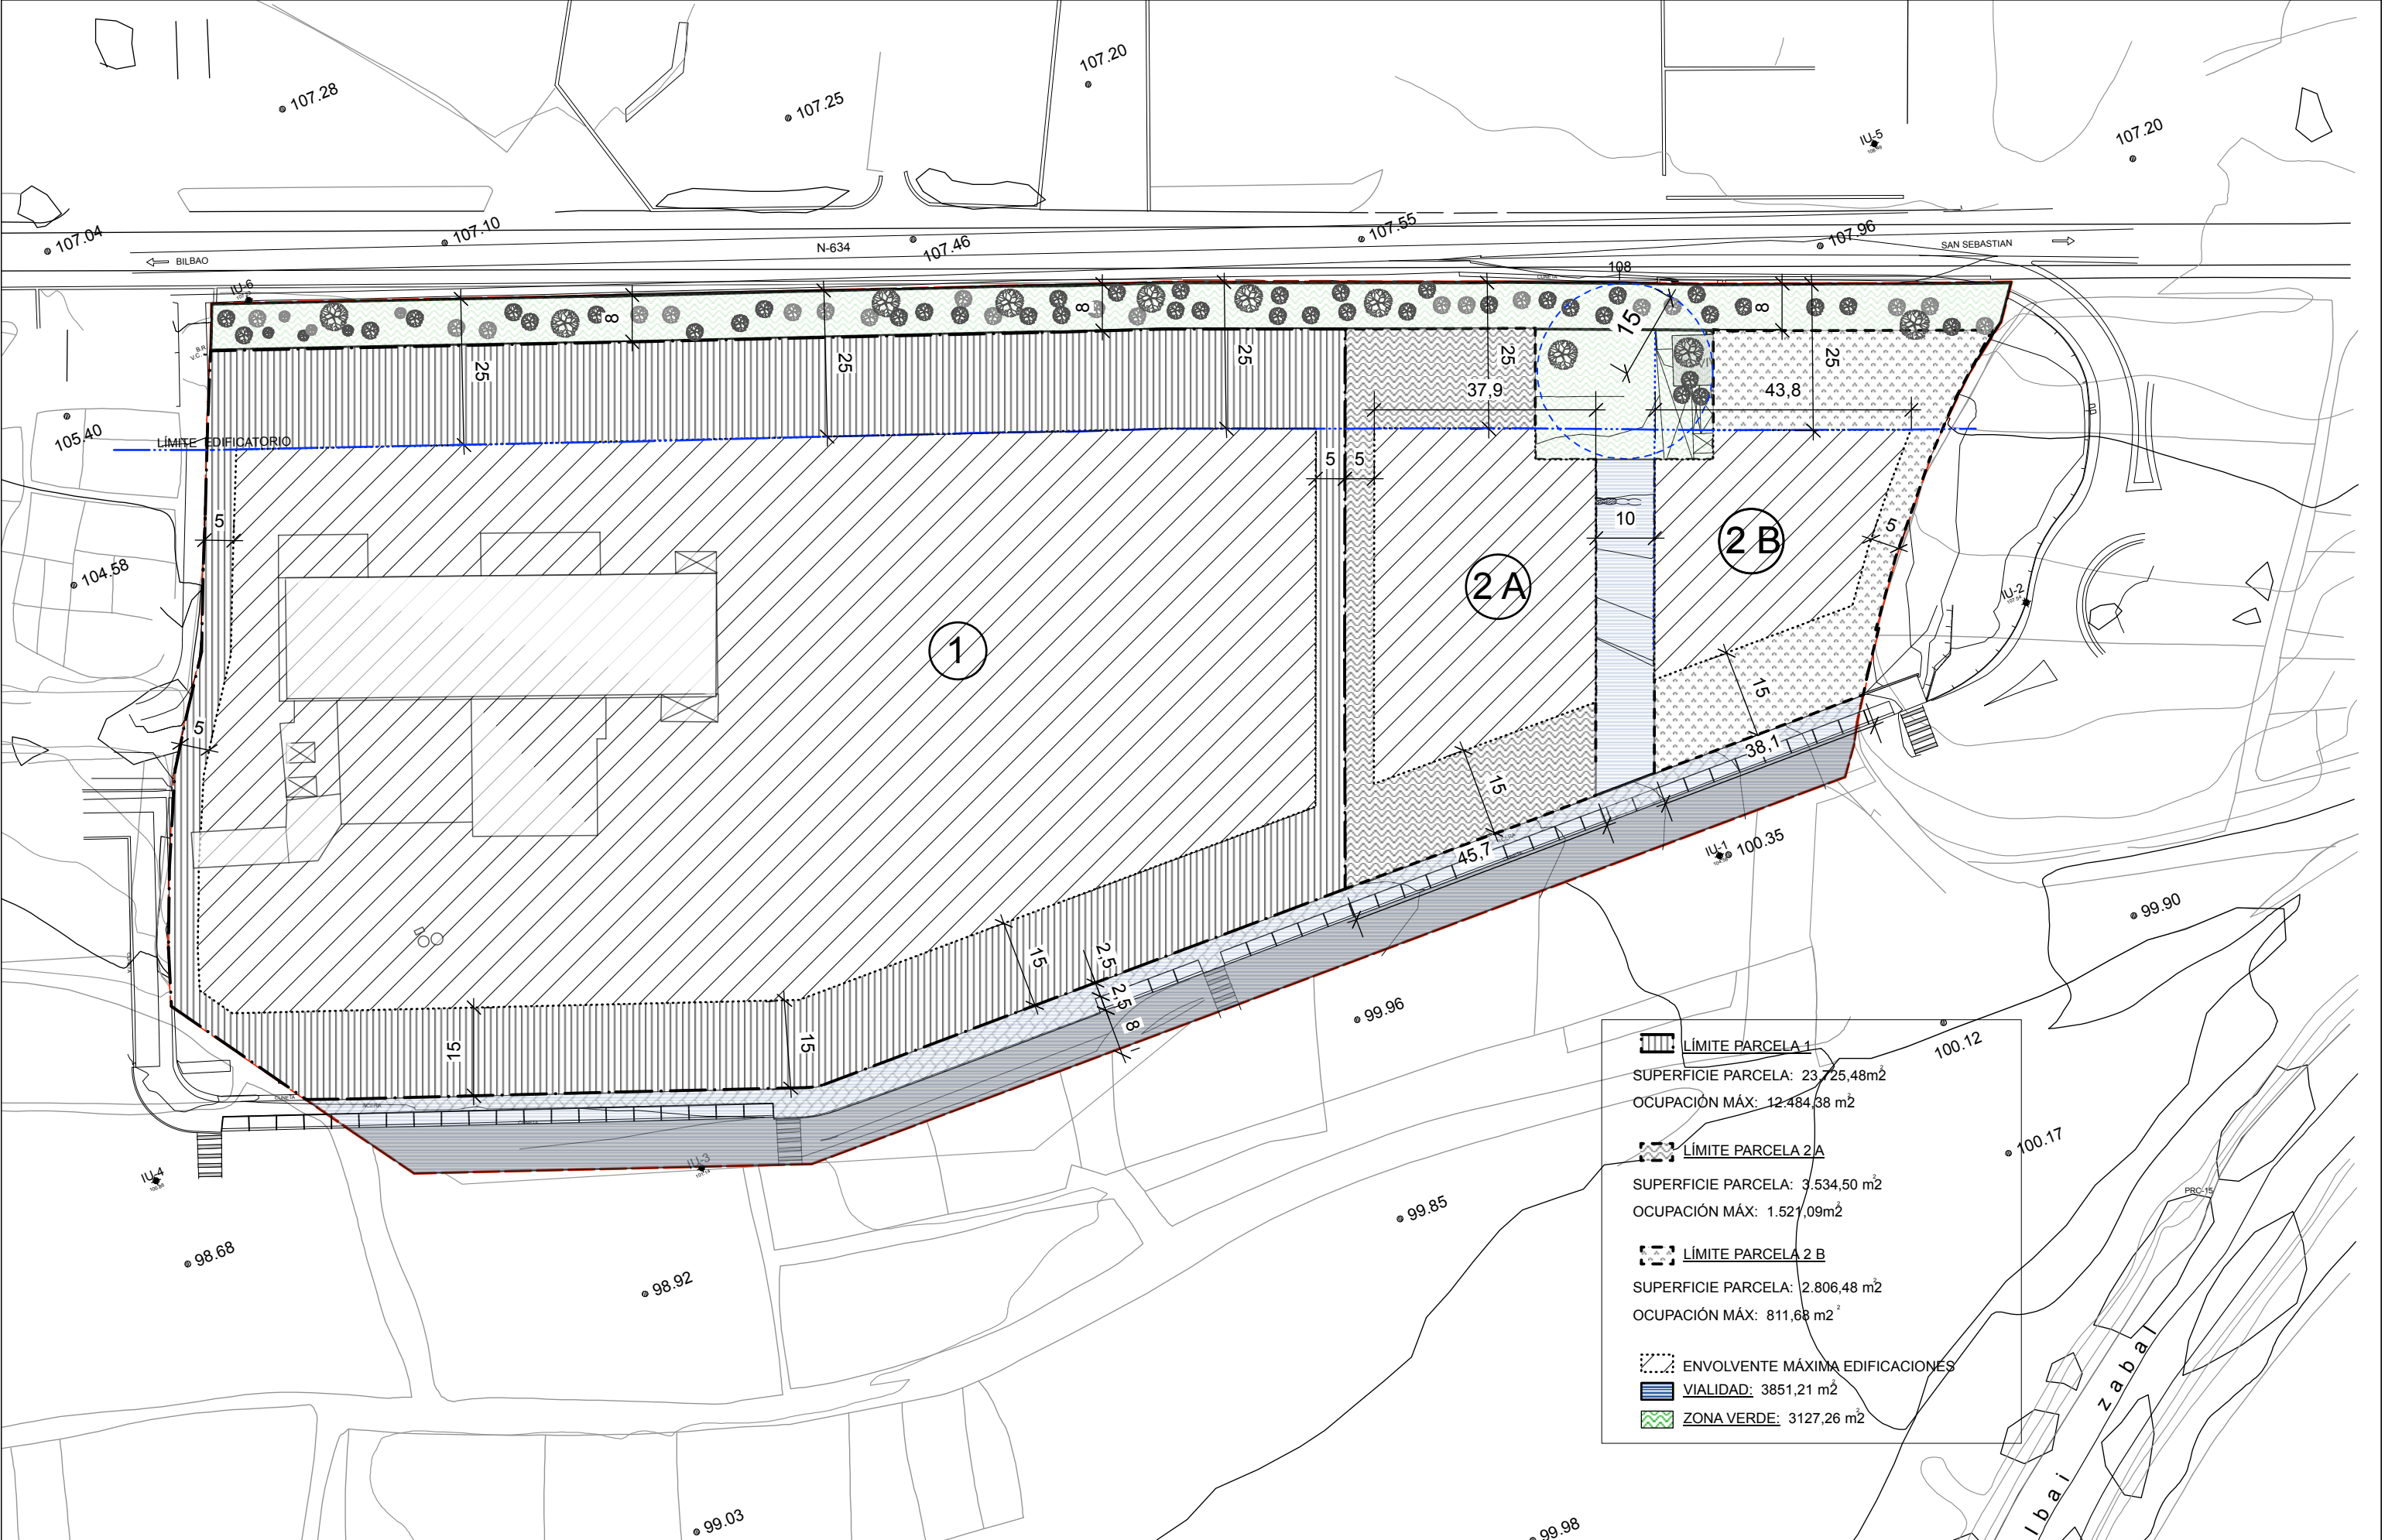 107.28
107.25
107.20
IU-5
107.20
107.04
107.10
N-634
107.46
107.55
107.96
SAN SEBASTIAN
BILBAO
108
IU-6
8
8
8
15
25
25
25
25
25
37,9
43,8
105.40
LÍMITE EDIFICATORIO
5
5
5
5
10
2 B
2 A
1
104.58
IU-2
5
15
15
38,1
45,7
IU-1
100.35
99.90
15
2,5
2,5
8
99.96
15
15
CUNETA
ACERA
IU-4
IU-3
98.68
98.92
99.85
99.03
99.98
100.12
100.17
PRC-15
LÍMITE PARCELA 1
SUPERFICIE PARCELA: 23.725,48m2
OCUPACIÓN MÁX: 12.484,38 m2
LÍMITE PARCELA 2 A
SUPERFICIE PARCELA: 3.534,50 m2
OCUPACIÓN MÁX: 1.521,09m2
LÍMITE PARCELA 2 B
SUPERFICIE PARCELA: 2.806,48 m2
OCUPACIÓN MÁX: 811,68 m2
ENVOLVENTE MÁXIMA EDIFICACIONES
VIALIDAD: 3851,21 m2
ZONA VERDE: 3127,26 m2
Ibai zabal